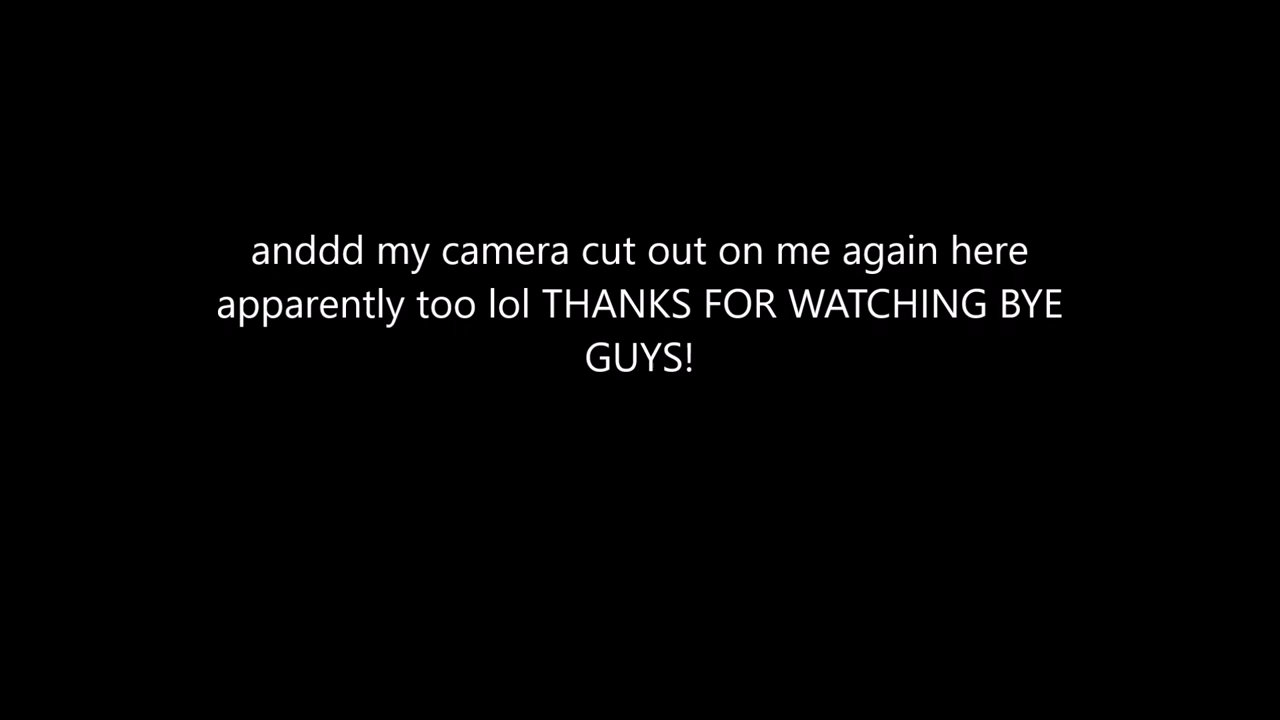 anddd my camera cut out on me again here
apparently too lol THANKS FOR WATCHING BYE
GUYS!